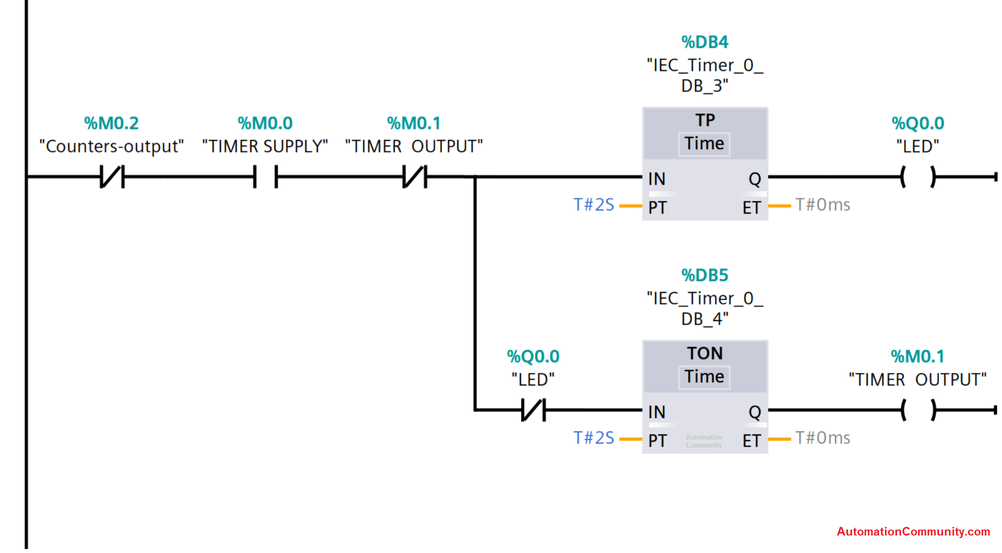 %DB4
"IEC_Timer_0_
DB_3"
%M0.2
"Counters-output"
%M0.0
"TIMER SUPPLY"
%M0.1
"TIMER OUTPUT"
TP
Time
%Q0.0
"LED"
IN Q
T#2S PT ET T#0ms
%DB5
"IEC_Timer_0_
DB_4"
%Q0.0
"LED"
TON
Time
%M0.1
"TIMER OUTPUT"
IN Q
T#2S PT ET T#0ms
Automation
Community
AutomationCommunity.com